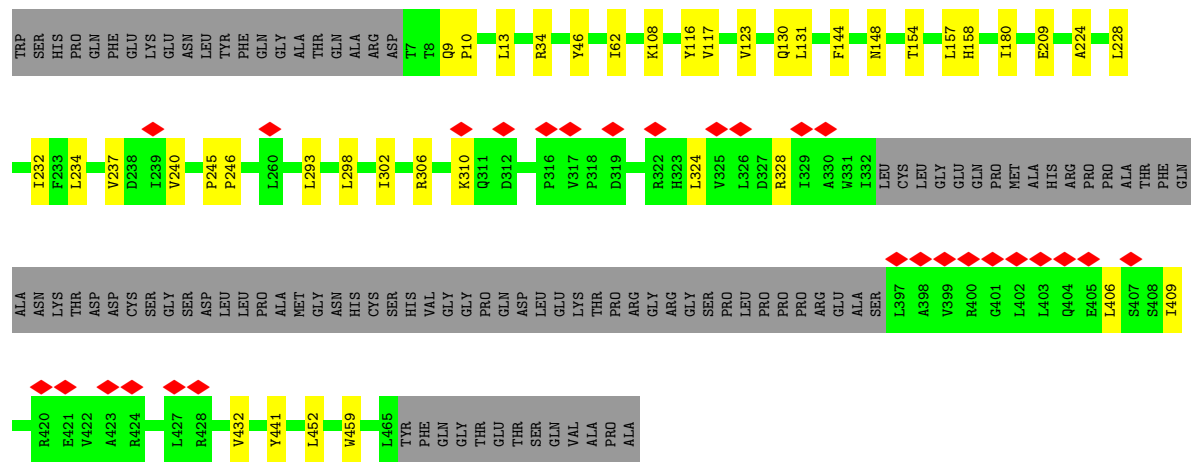 TRP SER HIS PRO GLN PHE GLU LYS GLU ASN LEU TYR PHE GLN GLY ALA THR GLN ALA ARG ASP T7 T8 Q9 P10 L13 R34 Y46 I62 K108 Y116 V117 V123 Q130 L131 F144 N148 T154 L157 H158 I180 E209 A224 L228
I232 F233 L234 V237 D238 I239 V240 P245 P246 L260 L293 L298 I302 R306 K310 Q311 D312 P316 V317 P318 D319 R322 H323 L324 V325 L326 D327 R328 I329 A330 W331 I332 LEU CYS LEU GLY GLU GLN PRO MET ALA HIS ARG PRO PRO ALA THR PHE GLN
ALA ASN LYS THR ASP ASP CYS SER GLY SER ASP LEU LEU PRO ALA MET GLY ASN HIS CYS SER HIS VAL GLY GLY PRO GLN ASP LEU GLU LYS THR PRO ARG GLY ARG GLY SER PRO LEU PRO PRO PRO ARG GLU ALA SER L397 A398 V399 R400 G401 L402 L403 Q404 E405 L406 S407 S408 I409
R420 E421 V422 A423 R424 L427 R428 V432 Y441 L452 W459 L465 TYR PHE GLN GLY THR GLU THR SER GLN VAL ALA PRO ALA